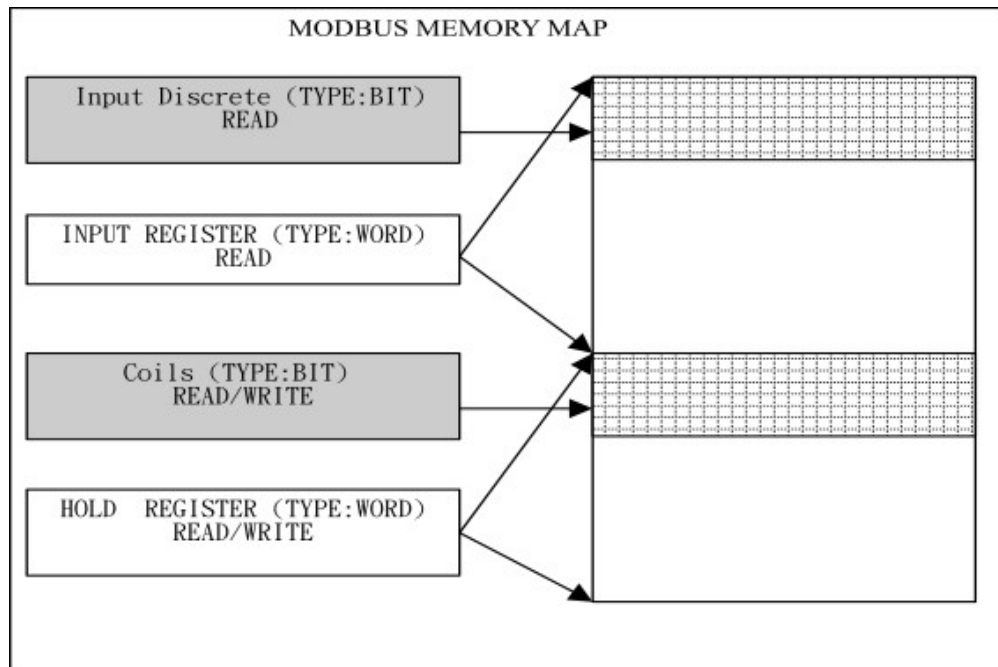 MODBUS MEMORY MAP
Input Discrete (TYPE:BIT)
READ
INPUT REGISTER (TYPE:WORD)
READ
Coils (TYPE:BIT)
READ/WRITE
HOLD REGISTER (TYPE:WORD)
READ/WRITE